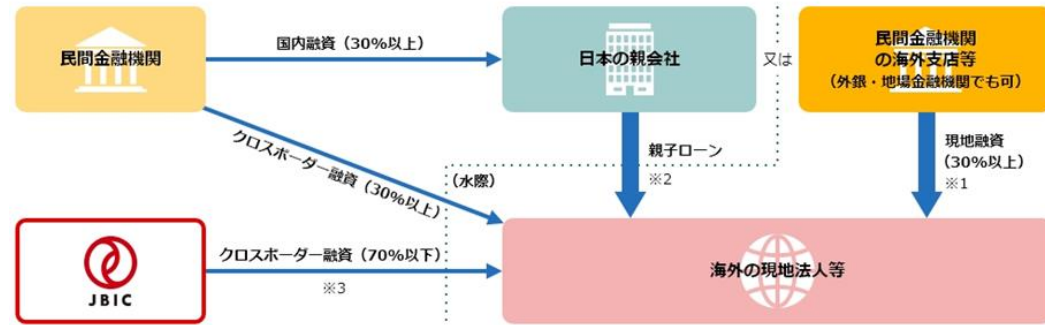 民間金融機関
国内融資（30%以上）
日本の親会社
又は
民間金融機関
の海外支店等
（外銀・地場金融機関でも可）
クロスボーダー融資（30%以上）
（水際）
親子ローン
※2
現地融資
（30%以上）
※1
JBIC
クロスボーダー融資（70%以下）
※3
海外の現地法人等